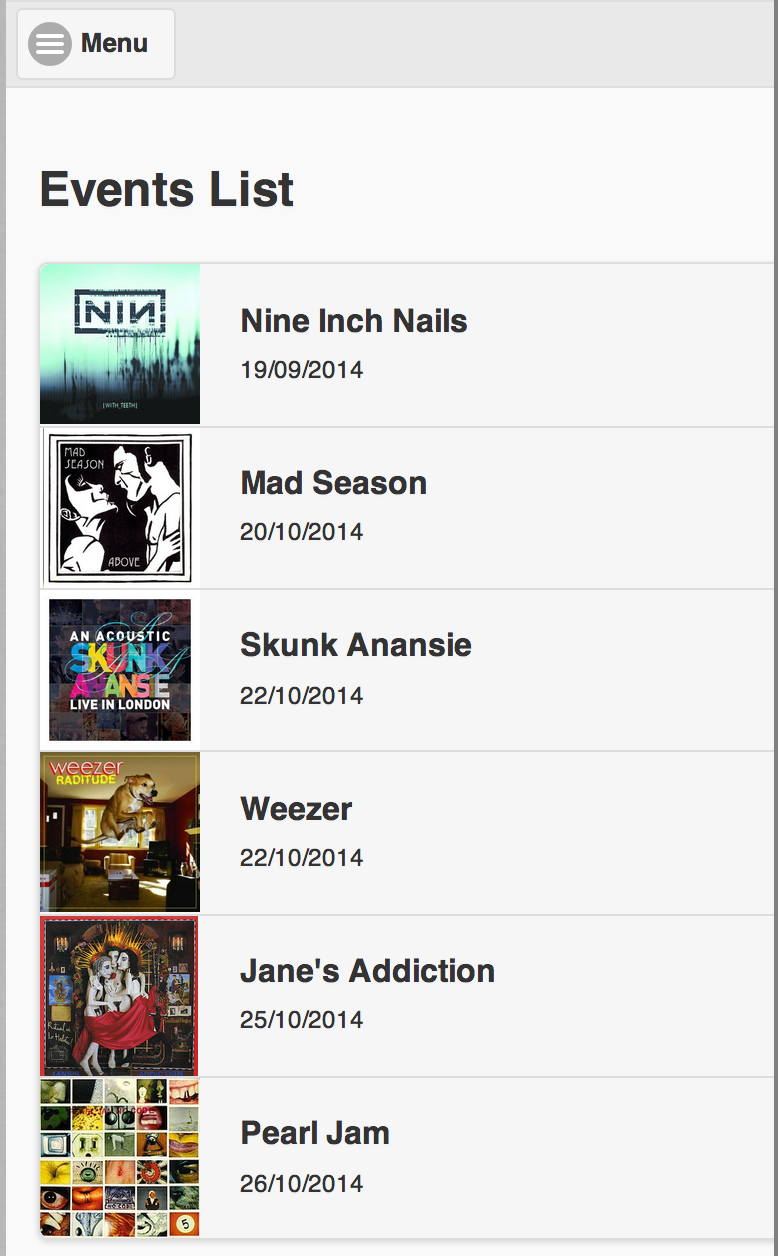 Menu
Events List
NIN
[WITH_TEETH]
Nine Inch Nails
19/09/2014
MAD
SEASON
ABOVE
Mad Season
20/10/2014
AN ACOUSTIC
SKUNK
ANANSIE
LIVE IN LONDON
Skunk Anansie
22/10/2014
weezer
RADITUDE
Weezer
22/10/2014
Jane's Addiction
25/10/2014
5
Pearl Jam
26/10/2014